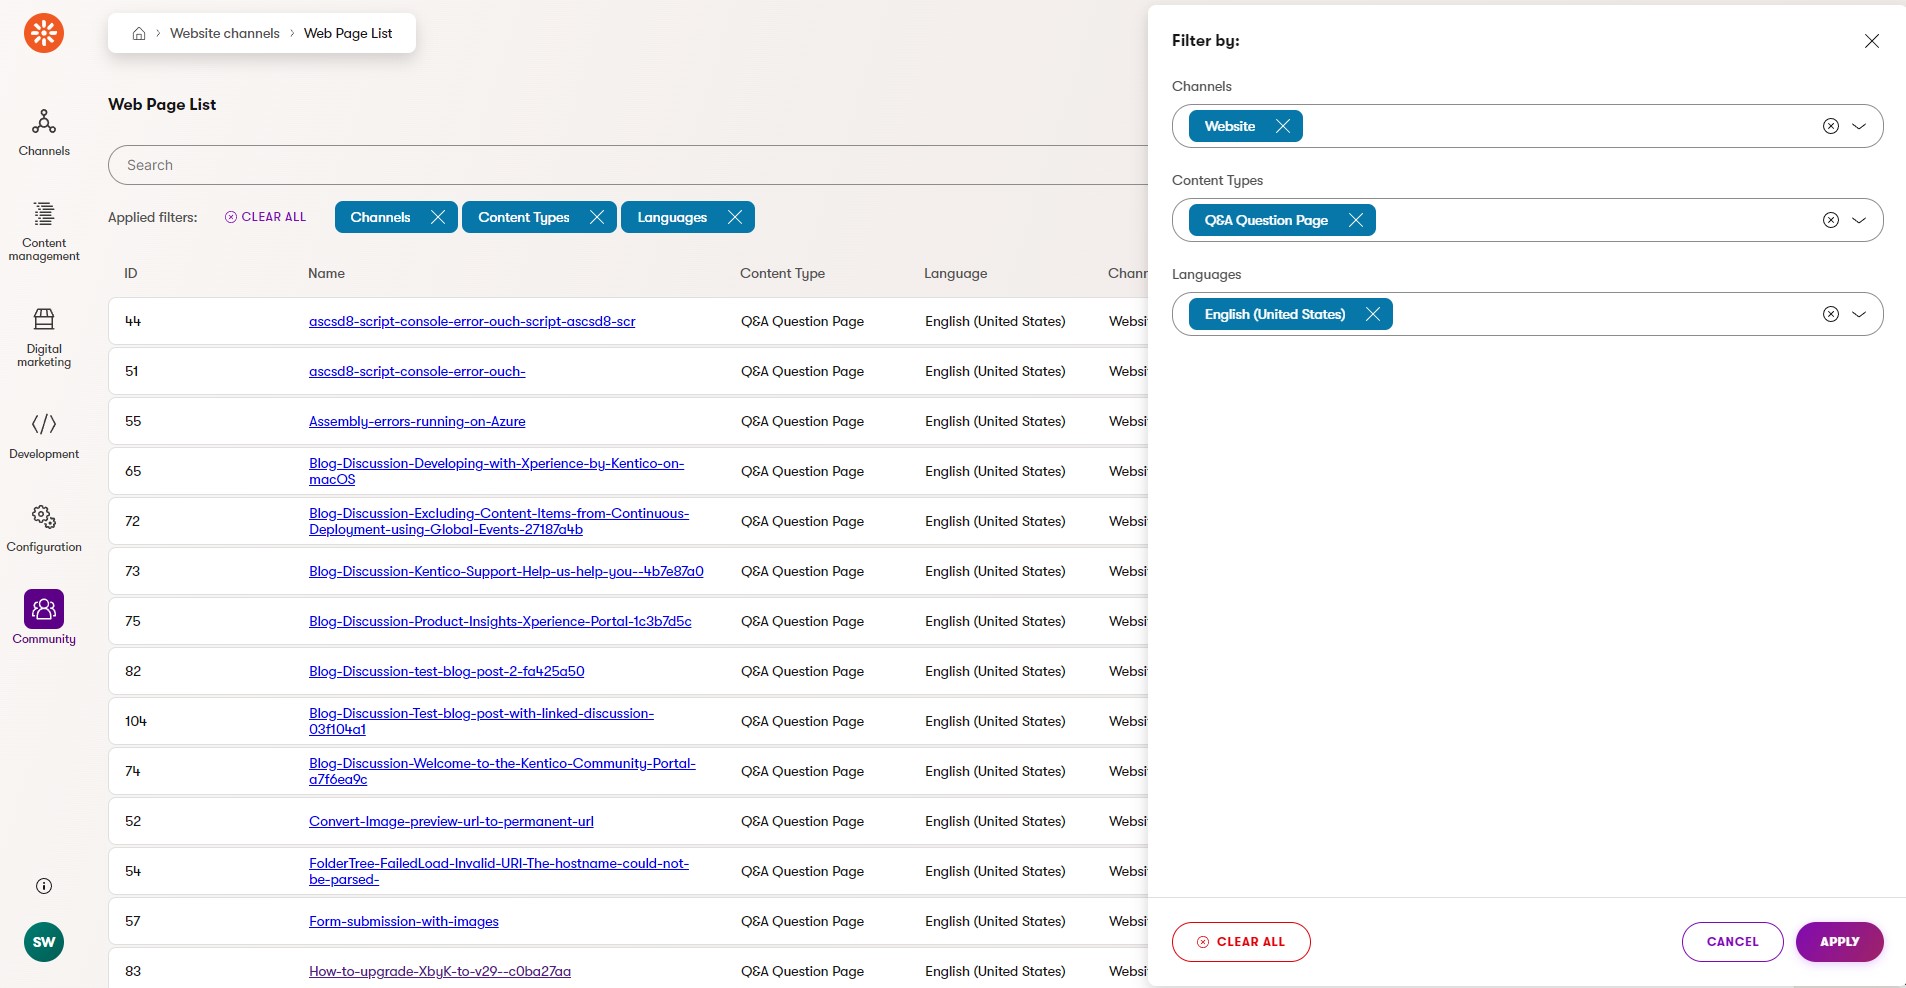 Website channels
Web Page List
Channels
Content
management
Digital
marketing
Development
Configuration
Community
SW
Web Page List
Search
Applied filters:
CLEAR ALL
Channels
Content Types
Languages
ID Name Content Type Language Chann
44 ascsd8-script-console-error-ouch-script-ascsd8-scr Q&A Question Page English (United States) Websi
51 ascsd8-script-console-error-ouch- Q&A Question Page English (United States) Websi
55 Assembly-errors-running-on-Azure Q&A Question Page English (United States) Websi
65 Blog-Discussion-Developing-with-Xperience-by-Kentico-on-
macOS Q&A Question Page English (United States) Websi
72 Blog-Discussion-Excluding-Content-Items-from-Continuous-
Deployment-using-Global-Events-27187a4b Q&A Question Page English (United States) Websi
73 Blog-Discussion-Kentico-Support-Help-us-help-you--4b7e87a0 Q&A Question Page English (United States) Websi
75 Blog-Discussion-Product-Insights-Xperience-Portal-1c3b7d5c Q&A Question Page English (United States) Websi
82 Blog-Discussion-test-blog-post-2-fa425a50 Q&A Question Page English (United States) Websi
104 Blog-Discussion-Test-blog-post-with-linked-discussion-
03f104a1 Q&A Question Page English (United States) Websi
74 Blog-Discussion-Welcome-to-the-Kentico-Community-Portal-
a7f6ea9c Q&A Question Page English (United States) Websi
52 Convert-Image-preview-url-to-permanent-url Q&A Question Page English (United States) Websi
54 FolderTree-FailedLoad-Invalid-URI-The-hostname-could-not-
be-parsed- Q&A Question Page English (United States) Websi
57 Form-submission-with-images Q&A Question Page English (United States) Websi
83 How-to-upgrade-XbyK-to-v29--c0ba27aa Q&A Question Page English (United States) Websi
Filter by:
Channels
Website
Content Types
Q&A Question Page
Languages
English (United States)
CLEAR ALL
CANCEL
APPLY